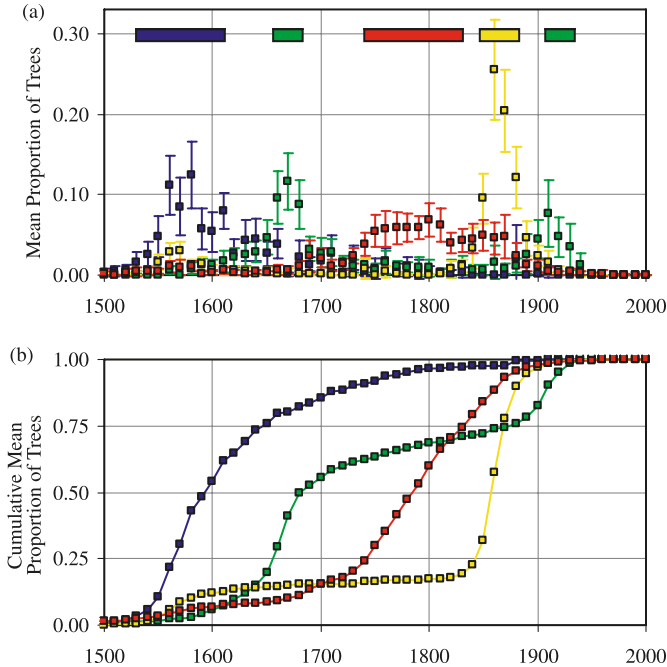 (a)
0.30
0.20
0.10
0.00
Mean Proportion of Trees
1500 1600 1700 1800 1900 2000
(b)
1.00
0.75
0.50
0.25
0.00
Cumulative Mean
Proportion of Trees
1500 1600 1700 1800 1900 2000